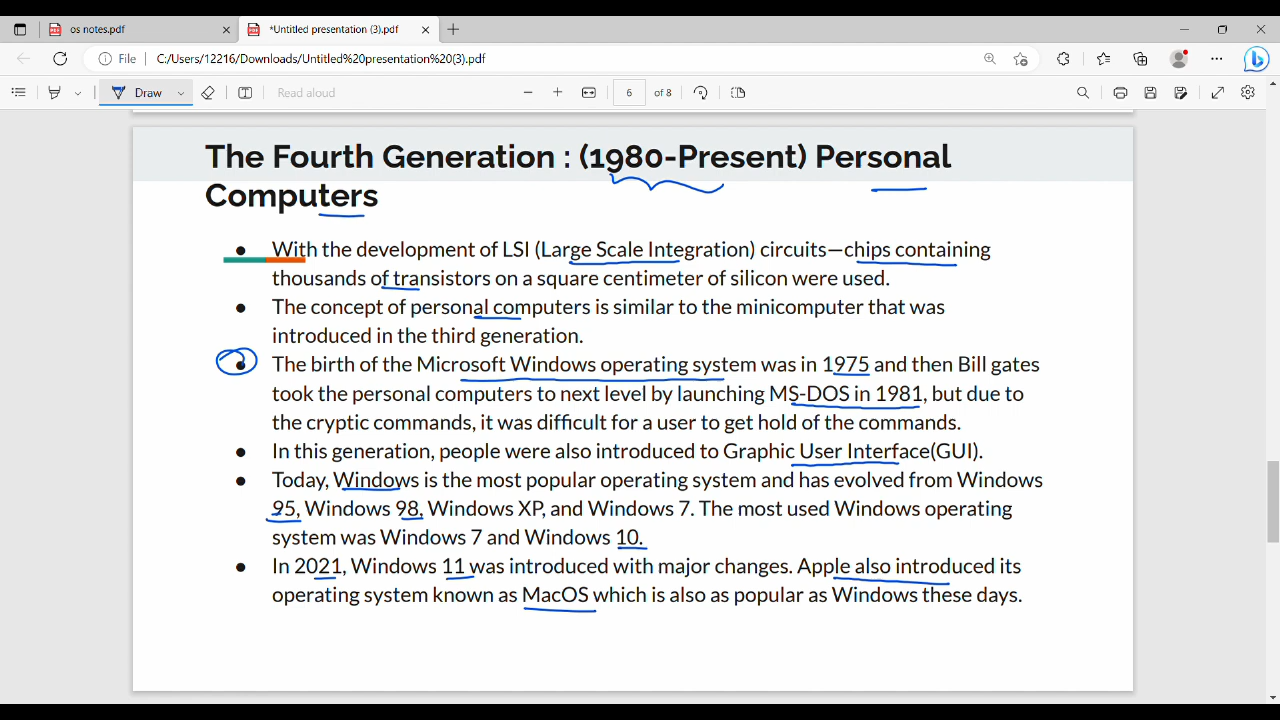 os notes.pdf
*Untitled presentation (3).pdf
File
C:/Users/12216/Downloads/Untitled%20presentation%20(3).pdf
Draw
Read aloud
6
of 8
The Fourth Generation : (1980-Present) Personal
Computers
● With the development of LSI (Large Scale Integration) circuits—chips containing
thousands of transistors on a square centimeter of silicon were used.
● The concept of personal computers is similar to the minicomputer that was
introduced in the third generation.
● The birth of the Microsoft Windows operating system was in 1975 and then Bill gates
took the personal computers to next level by launching MS-DOS in 1981, but due to
the cryptic commands, it was difficult for a user to get hold of the commands.
● In this generation, people were also introduced to Graphic User Interface(GUI).
● Today, Windows is the most popular operating system and has evolved from Windows
95, Windows 98, Windows XP, and Windows 7. The most used Windows operating
system was Windows 7 and Windows 10.
● In 2021, Windows 11 was introduced with major changes. Apple also introduced its
operating system known as MacOS which is also as popular as Windows these days.